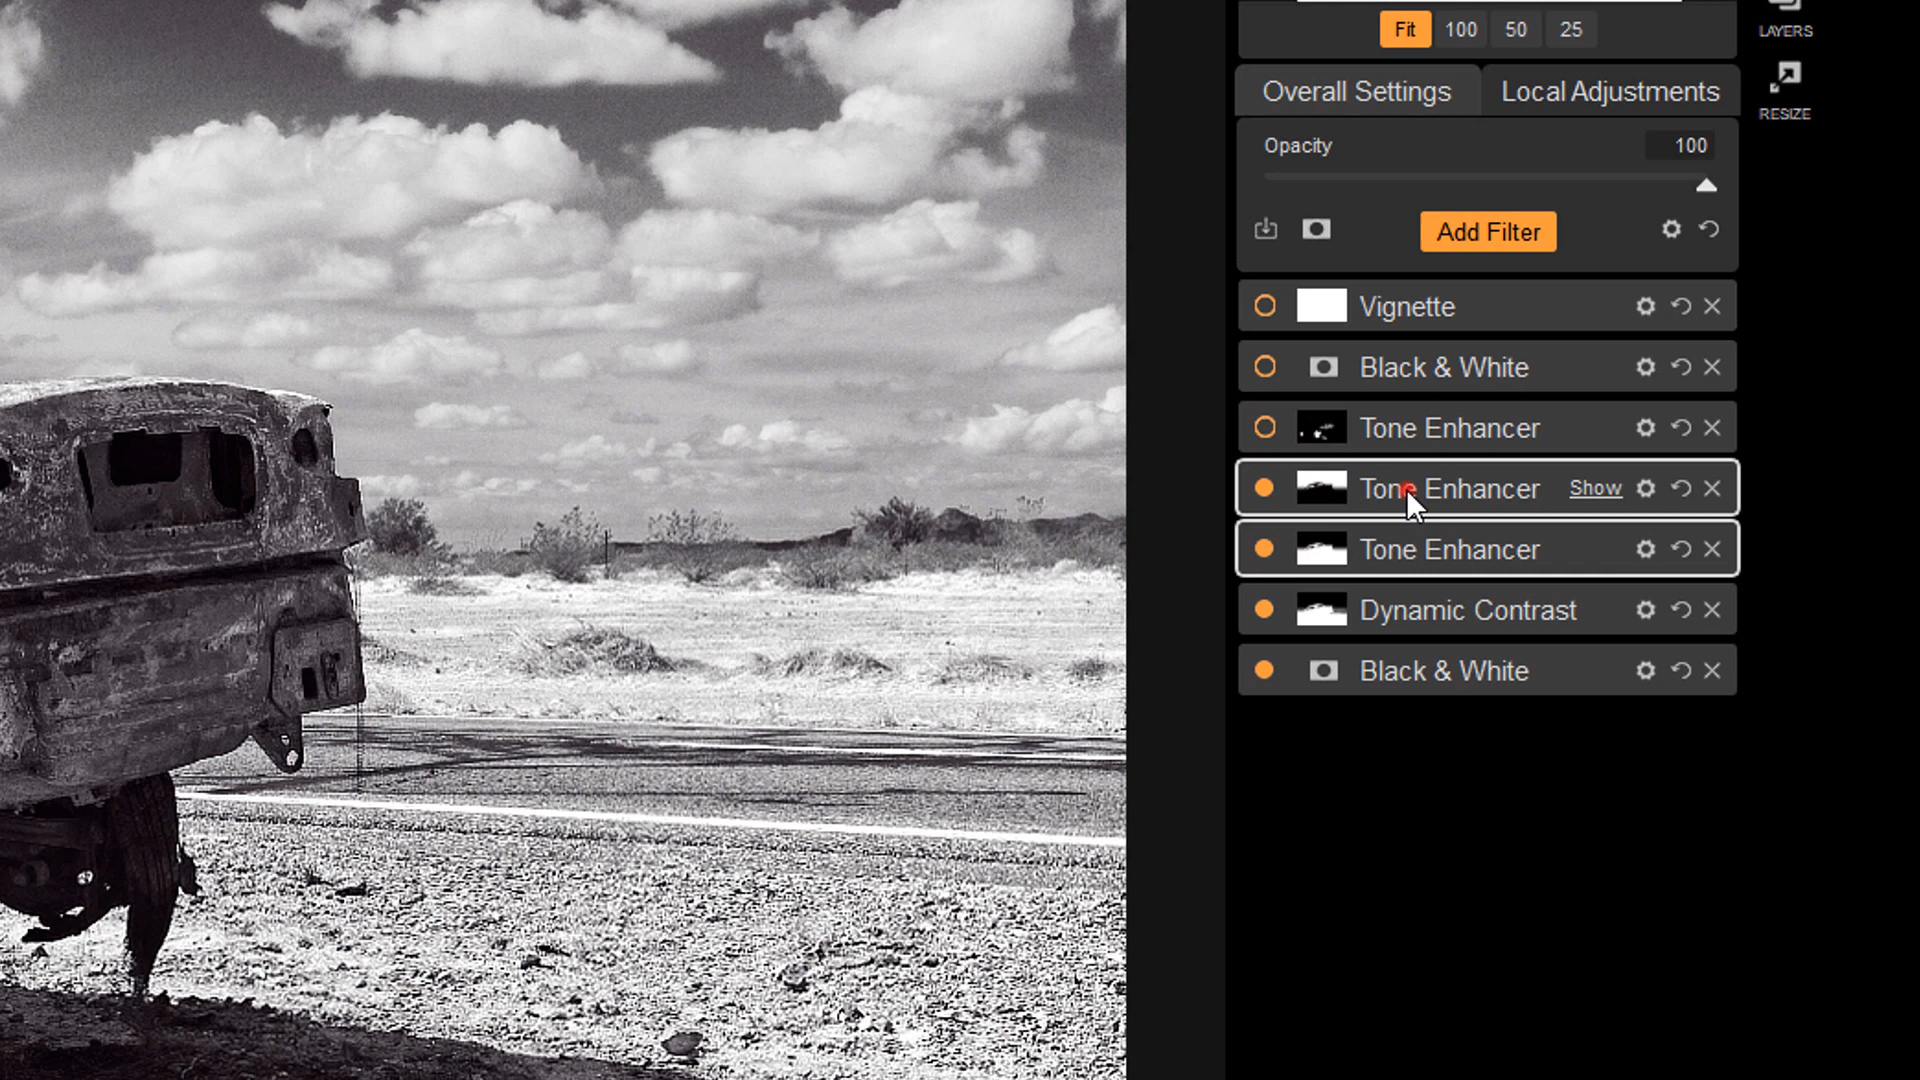 LAYERS
Fit 100 50 25
RESIZE
Overall Settings Local Adjustments
Opacity 100
Add Filter
Vignette
Black & White
Tone Enhancer
Tone Enhancer Show
Tone Enhancer
Dynamic Contrast
Black & White